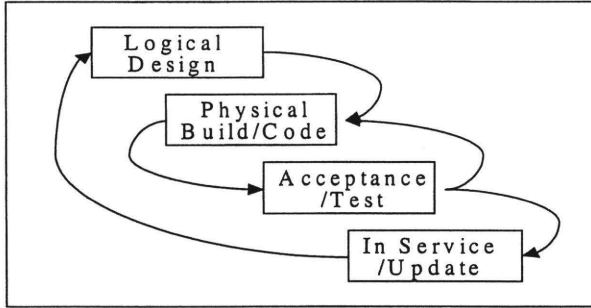 Logical
Design
Physical
Build/Code
Acceptance
/Test
In Service
/Update